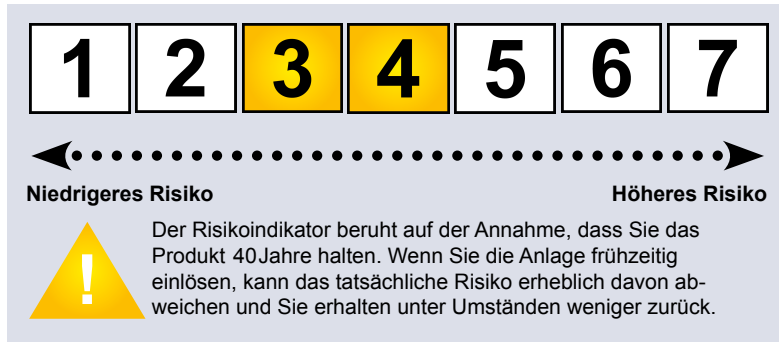 1 2 3 4 5 6 7
Niedrigeres Risiko Höheres Risiko
Der Risikoindikator beruht auf der Annahme, dass Sie das
Produkt 40Jahre halten. Wenn Sie die Anlage frühzeitig
einlösen, kann das tatsächliche Risiko erheblich davon ab-
weichen und Sie erhalten unter Umständen weniger zurück.
!